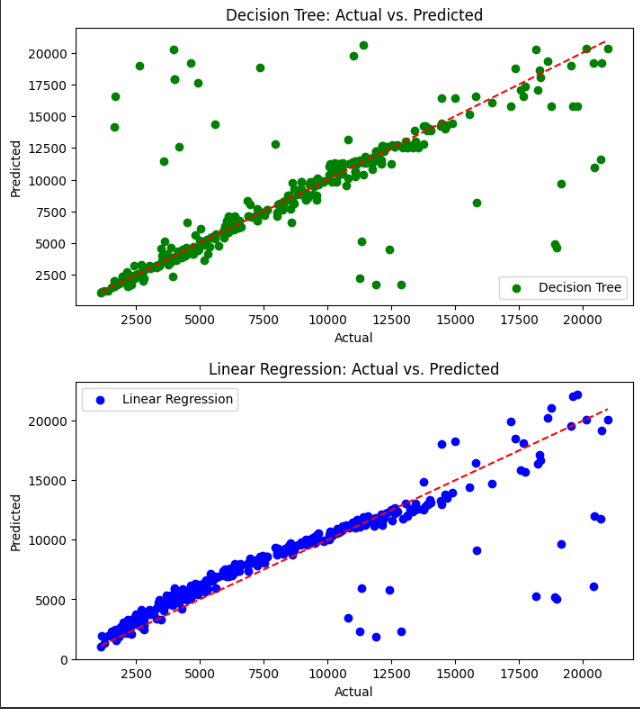 Decision Tree: Actual vs. Predicted
20000
17500
15000
12500
10000
7500
5000
2500
Predicted
Decision Tree
2500 5000 7500 10000 12500 15000 17500 20000
Actual
Linear Regression: Actual vs. Predicted
Linear Regression
20000
15000
10000
5000
0
Predicted
2500 5000 7500 10000 12500 15000 17500 20000
Actual